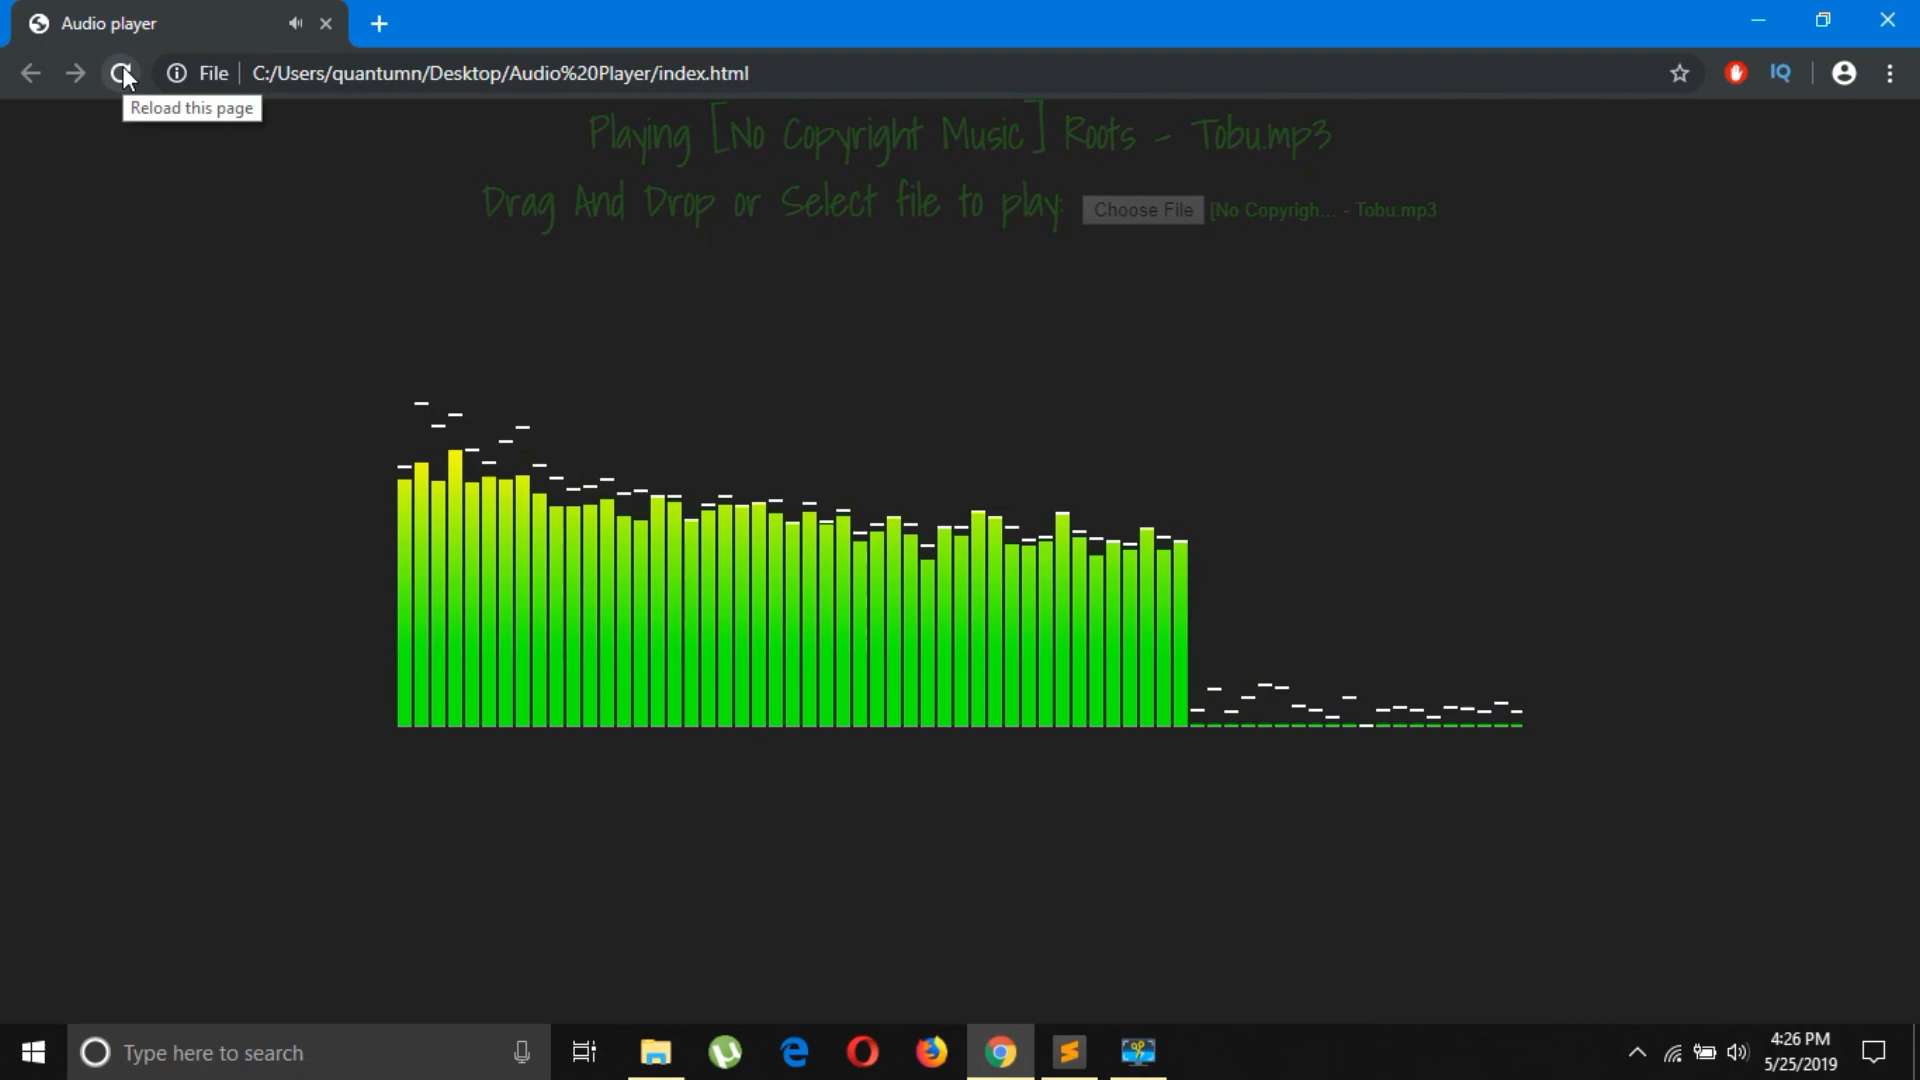 Audio player
File
C:/Users/quantumn/Desktop/Audio%20Player/index.html
IQ
Reload this page
Playing [No Copyright Music] Roots - Tobu.mp3
Drag And Drop or Select file to play: Choose File [No Copyrigh... - Tobu.mp3
Type here to search
4:26 PM
5/25/2019